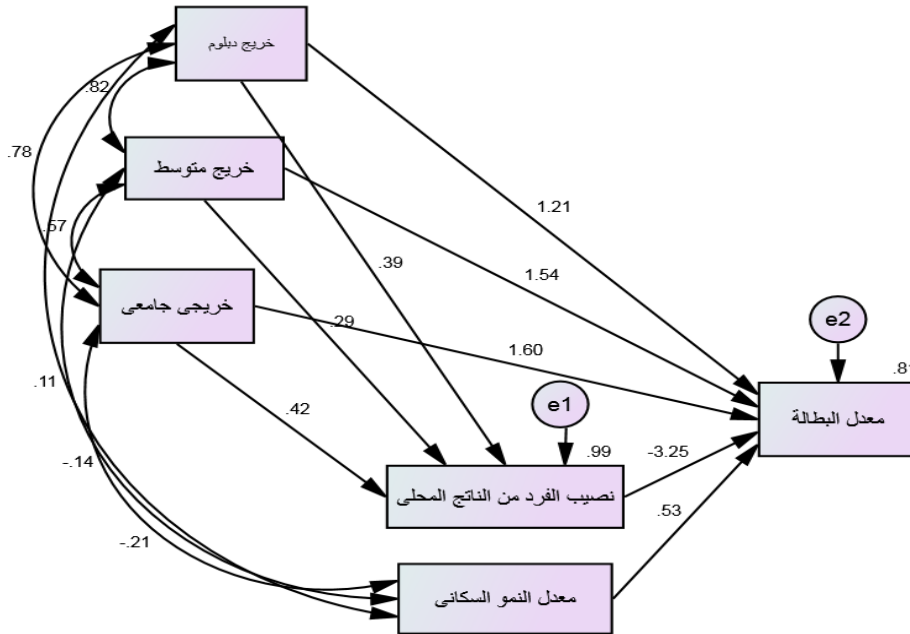 خريج دبلوم
.82
.78
خريج متوسط
.57
1.21
.39
1.54
خريجى جامعى
.29
1.60
e2
.81
معدل البطالة
.11
.42
e1
.99
-3.25
نصيب الفرد من الناتج المحلى
-.14
.53
-.21
معدل النمو السكانى